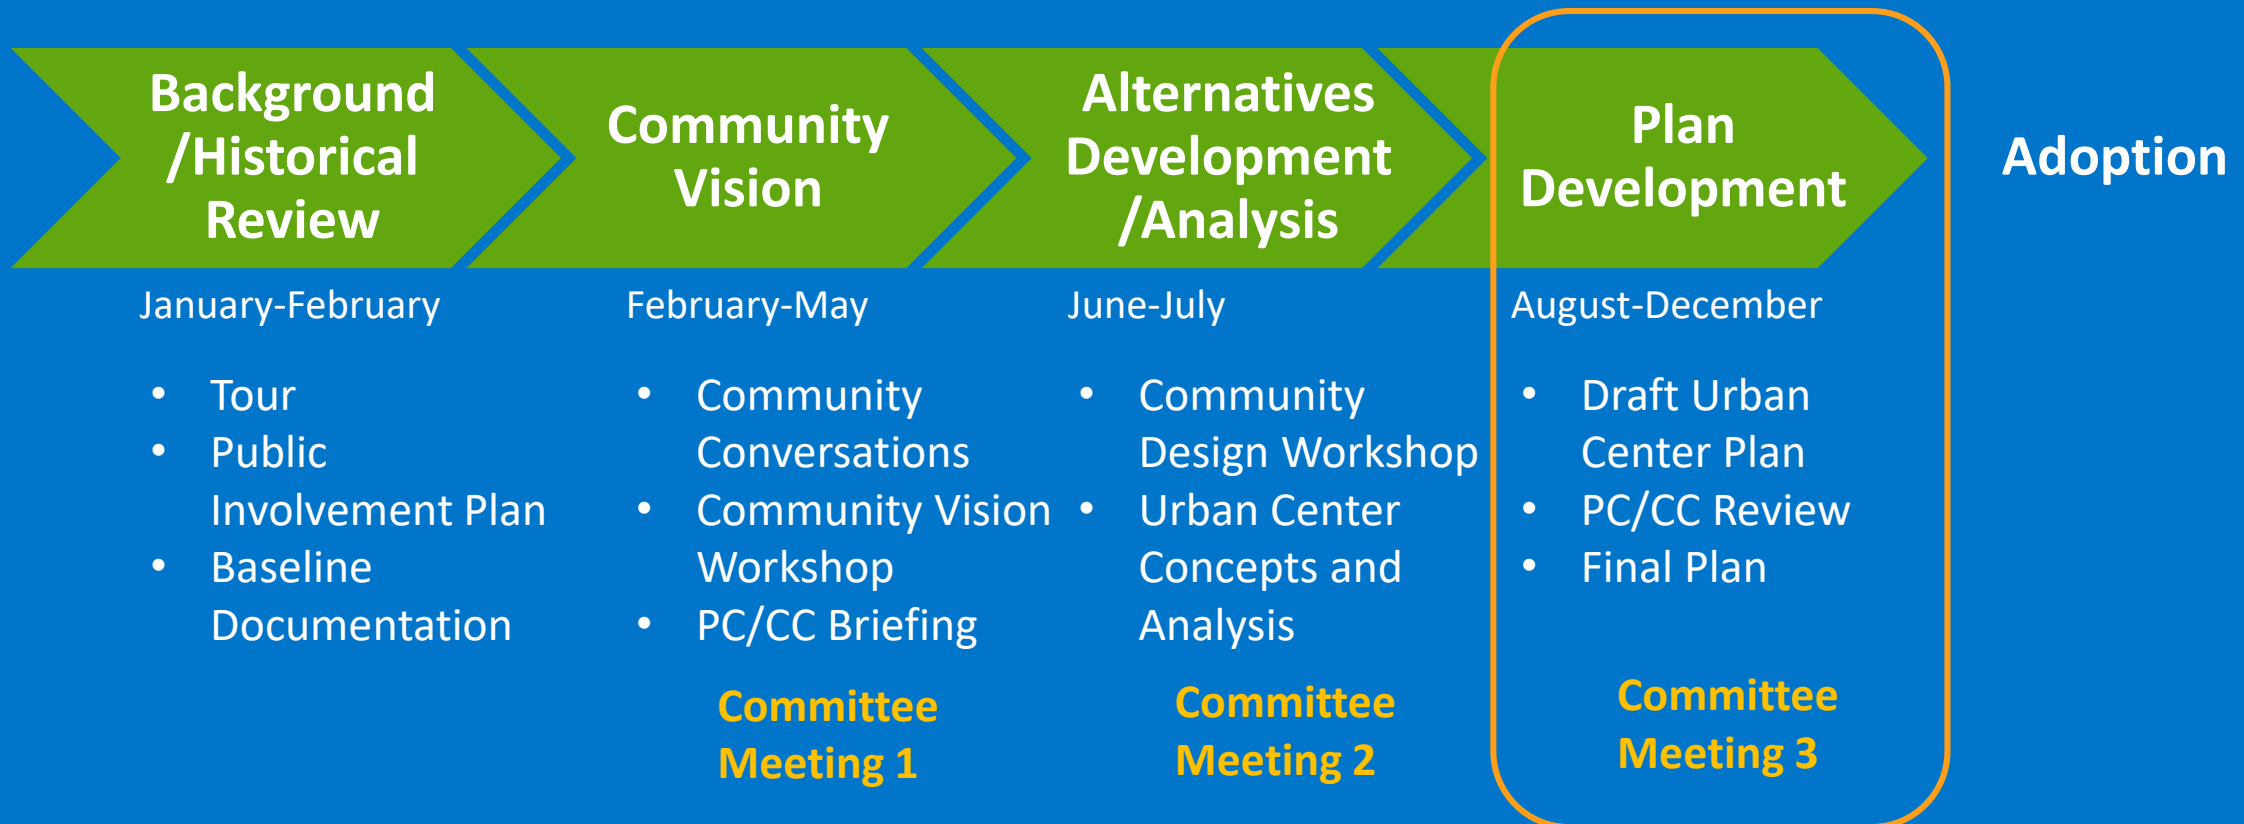 Background
/Historical
Review
Community
Vision
Alternatives
Development
/Analysis
Plan
Development
Adoption
January-February
• Tour
• Public
Involvement Plan
• Baseline
Documentation
February-May
• Community
Conversations
• Community Vision
Workshop
• PC/CC Briefing
Committee
Meeting 1
June-July
• Community
Design Workshop
• Urban Center
Concepts and
Analysis
Committee
Meeting 2
August-December
• Draft Urban
Center Plan
• PC/CC Review
• Final Plan
Committee
Meeting 3